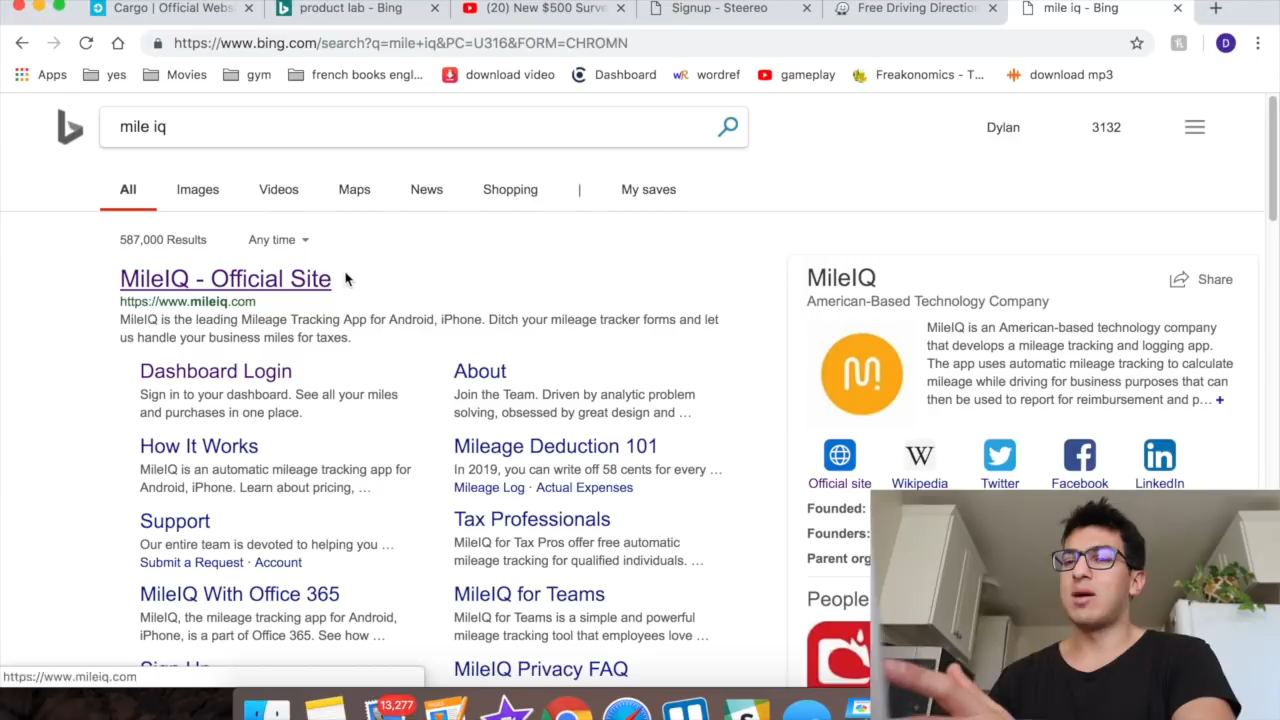 Cargo | Official Webs
product lab - Bing
(20) New $500 Surve
Signup - Steereo
Free Driving Direction
mile iq - Bing
https://www.bing.com/search?q=mile+iq&PC=U316&FORM=CHROMN
D
Apps
yes
Movies
gym
french books engl...
download video
Dashboard
wordref
gameplay
Freakonomics - T...
download mp3
mile iq
Dylan
3132
All
Images
Videos
Maps
News
Shopping
|
My saves
587,000 Results
Any time
MileIQ - Official Site
https://www.mileiq.com
MileIQ is the leading Mileage Tracking App for Android, iPhone. Ditch your mileage tracker forms and let
us handle your business miles for taxes.
Dashboard Login
Sign in to your dashboard. See all your miles
and purchases in one place.
How It Works
MileIQ is an automatic mileage tracking app for
Android, iPhone. Learn about pricing, ...
Support
Our entire team is devoted to helping you ...
Submit a Request · Account
MileIQ With Office 365
MileIQ, the mileage tracking app for Android,
iPhone, is a part of Office 365. See how ...
Sign Up
About
Join the Team. Driven by analytic problem
solving, obsessed by great design and ...
Mileage Deduction 101
In 2019, you can write off 58 cents for every ...
Mileage Log · Actual Expenses
Tax Professionals
MileIQ for Tax Pros offer free automatic
mileage tracking for qualified individuals. ...
MileIQ for Teams
MileIQ for Teams is a simple and powerful
mileage tracking tool that employees love ...
MileIQ Privacy FAQ
MileIQ
Share
American-Based Technology Company
MileIQ is an American-based technology company
that develops a mileage tracking and logging app.
The app uses automatic mileage tracking to calculate
mileage while driving for business purposes that can
then be used to report for reimbursement and p... +
Official site
Wikipedia
Twitter
Facebook
LinkedIn
Founded:
Founders:
Parent org
People
https://www.mileiq.com
13,277